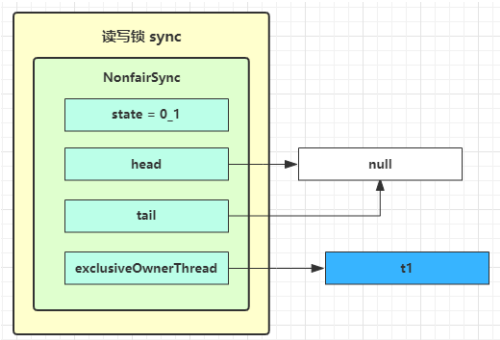 读写锁 sync
NonfairSync
state = 0_1
head
null
tail
exclusiveOwnerThread
t1